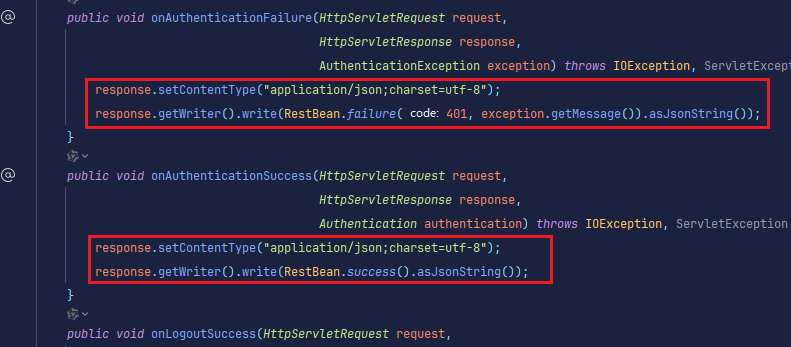 public void onAuthenticationFailure(HttpServletRequest request,
HttpServletResponse response,
AuthenticationException exception) throws IOException, ServletExcep
response.setContentType("application/json;charset=utf-8");
response.getWriter().write(RestBean.failure( code: 401, exception.getMessage()).asJsonString());
}
public void onAuthenticationSuccess(HttpServletRequest request,
HttpServletResponse response,
Authentication authentication) throws IOException, ServletException
response.setContentType("application/json;charset=utf-8");
response.getWriter().write(RestBean.success().asJsonString());
}
public void onLogoutSuccess(HttpServletRequest request,